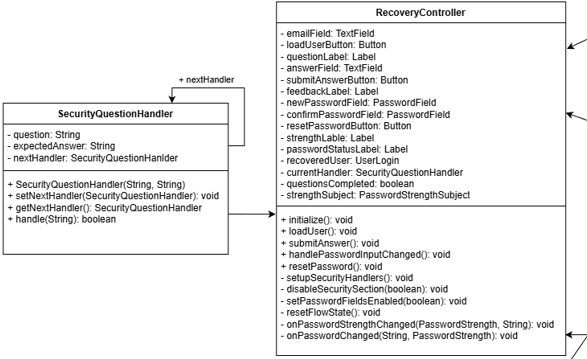 RecoveryController
- emailField: TextField
- loadUserButton: Button
- questionLabel: Label
- answerField: TextField
- submitAnswerButton: Button
- feedbackLabel: Label
- newPasswordField: PasswordField
- confirmPasswordField: PasswordField
- resetPasswordButton: Button
- strengthLable: Label
- passwordStatusLabel: Label
- recoveredUser: UserLogin
- currentHandler: SecurityQuestionHandler
- questionsCompleted: boolean
- strengthSubject: PasswordStrengthSubject
+ initialize(): void
+ loadUser(): void
+ submitAnswer(): void
+ handlePasswordInputChanged(): void
+ resetPassword(): void
- setupSecurityHandlers(): void
- disableSecuritySection(boolean): void
- setPasswordFieldsEnabled(boolean): void
- resetFlowState(): void
- onPasswordStrengthChanged(PasswordStrength, String): void
- onPasswordChanged(String, PasswordStrength): void
+ nextHandler
SecurityQuestionHandler
- question: String
- expectedAnswer: String
- nextHandler: SecurityQuestionHanlder
+ SecurityQuestionHandler(String, String)
+ setNextHandler(SecurityQuestionHandler): void
+ getNextHandler(): SecurityQuestionHandler
+ handle(String): boolean